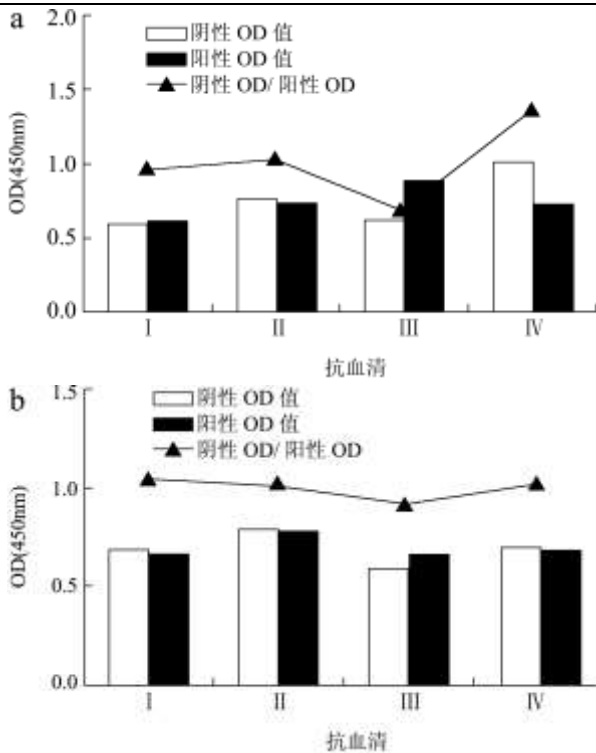 a
2.0
阴性 OD 值
阳性 OD 值
阴性 OD/ 阳性 OD
1.5
1.0
0.5
0.0
OD(450nm)
I II III IV
抗血清
b
1.5
阴性 OD 值
阳性 OD 值
阴性 OD/ 阳性 OD
1.0
0.5
0.0
OD(450nm)
I II III IV
抗血清